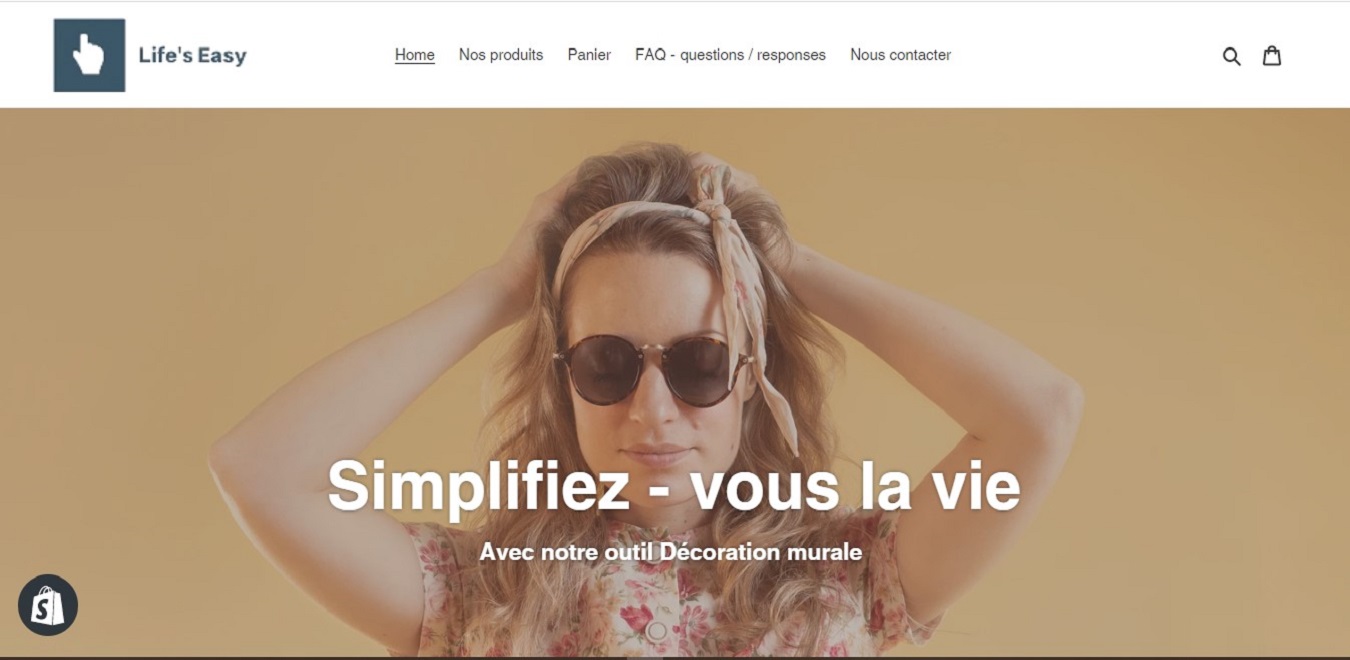 Life's Easy
Home Nos produits Panier FAQ - questions / responses Nous contacter
Simplifiez - vous la vie
Avec notre outil Décoration murale
S